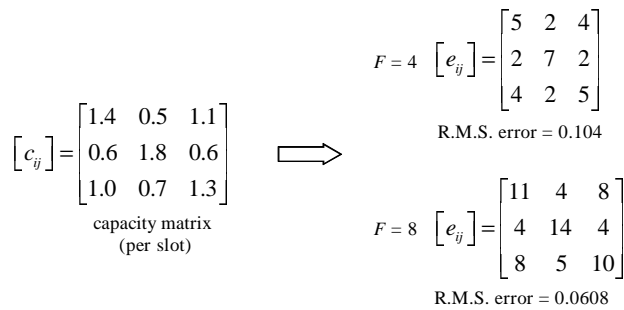 [c_ij] = [1.4 0.5 1.1
0.6 1.8 0.6
1.0 0.7 1.3]
capacity matrix
(per slot)
F = 4 [e_ij] = [5 2 4
2 7 2
4 2 5]
R.M.S. error = 0.104
F = 8 [e_ij] = [11 4 8
4 14 4
8 5 10]
R.M.S. error = 0.0608